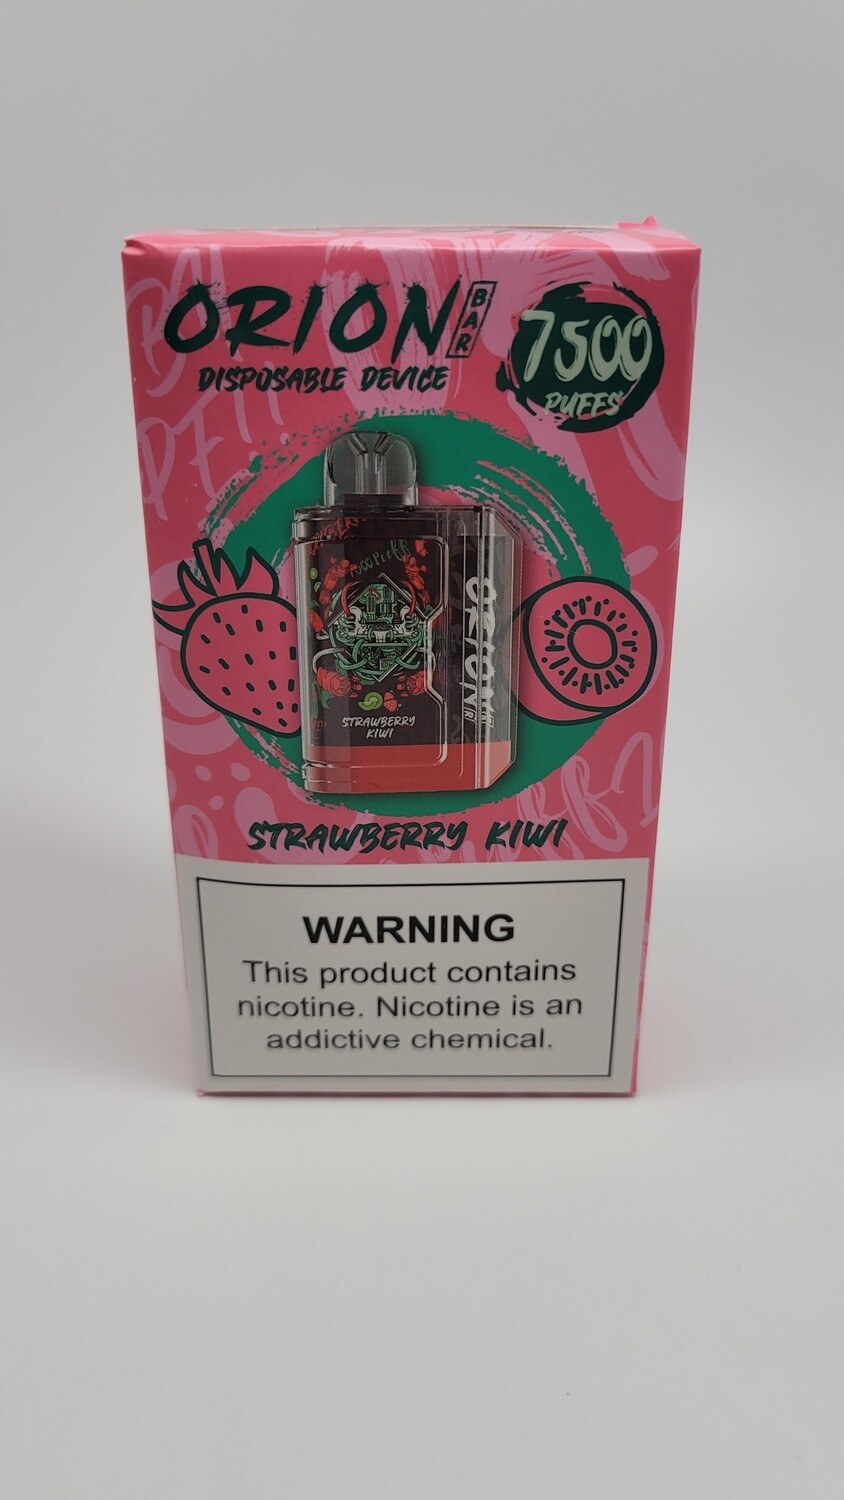 ORION BAR
DISPOSABLE DEVICE
7500
PUFFS
ORION
STRAWBERRY
KIWI
STRAWBERRY KIWI
WARNING
This product contains
nicotine. Nicotine is an
addictive chemical.